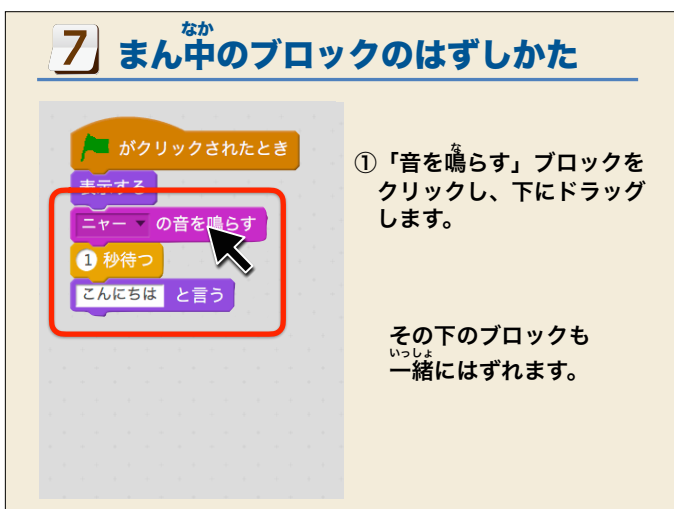 7 まん中のブロックのはずしかた
なか
がクリックされたとき
表示する
ニャー の音を鳴らす
1 秒待つ
こんにちは と言う
①「音を鳴らす」ブロックを
な
クリックし、下にドラッグ
します。
その下のブロックも
いっしょ
一緒にはずれます。